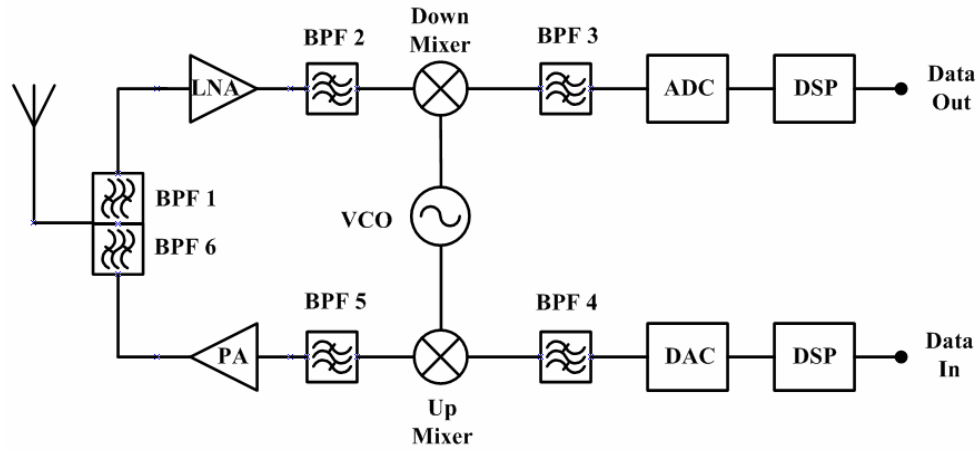 Down
Mixer
BPF 2
BPF 3
LNA
ADC
DSP
Data
Out
BPF 1
VCO
BPF 6
BPF 5
BPF 4
PA
DAC
DSP
Data
In
Up
Mixer